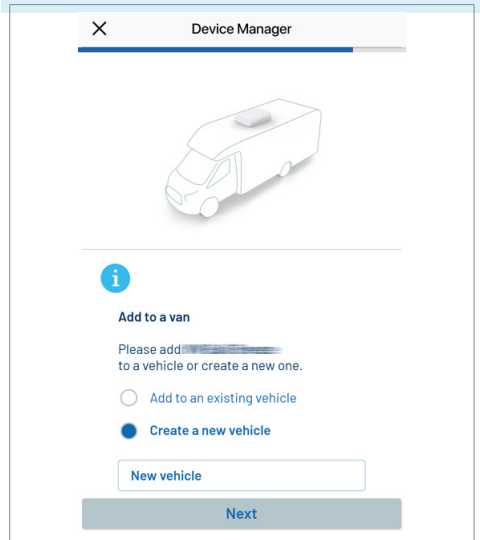 Device Manager
i
Add to a van
Please add
to a vehicle or create a new one.
Add to an existing vehicle
Create a new vehicle
New vehicle
Next